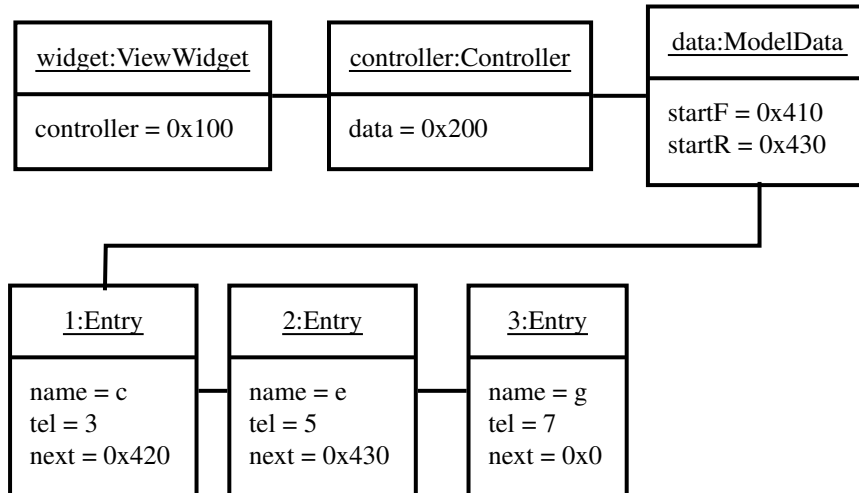 widget:ViewWidget
controller = 0x100
controller:Controller
data = 0x200
data:ModelData
startF = 0x410
startR = 0x430
1:Entry
name = c
tel = 3
next = 0x420
2:Entry
name = e
tel = 5
next = 0x430
3:Entry
name = g
tel = 7
next = 0x0